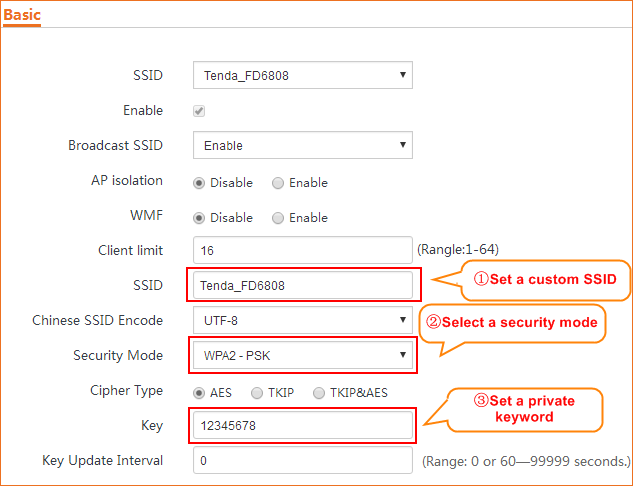 Basic
SSID Tenda_FD6808
Enable
Broadcast SSID Enable
AP isolation Disable Enable
WMF Disable Enable
Client limit 16 (Rangle:1-64)
SSID Tenda_FD6808 ①Set a custom SSID
Chinese SSID Encode UTF-8 ②Select a security mode
Security Mode WPA2 - PSK
Cipher Type AES TKIP TKIP&AES
③Set a private
keyword
Key 12345678
Key Update Interval 0 (Range: 0 or 60—99999 seconds.)